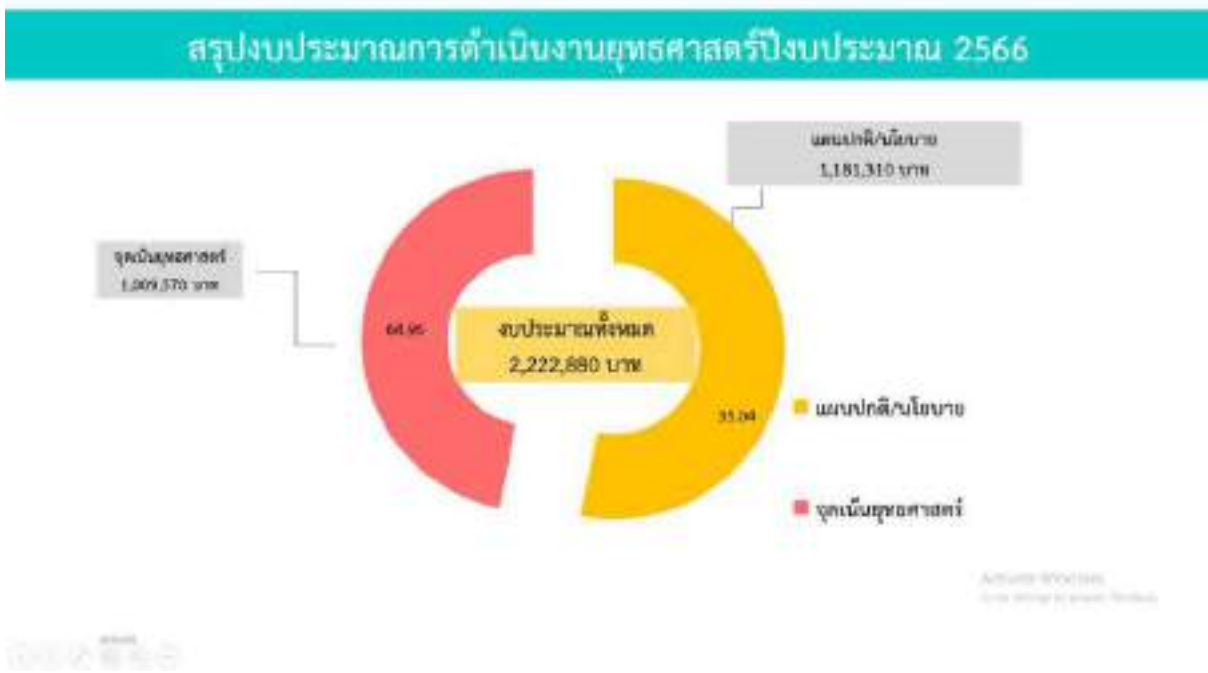 สรุปงบประมาณการดำเนินงานยุทธศาสตร์ปีงบประมาณ 2566
แผนปกติ/นโยบาย
1,181,310 บาท
จุดเน้นยุทธศาสตร์
บาท
งบประมาณทั้งหมด
2,222,880 บาท
แผนปกติ/นโยบาย
จุดเน้นยุทธศาสตร์
Activate Windows